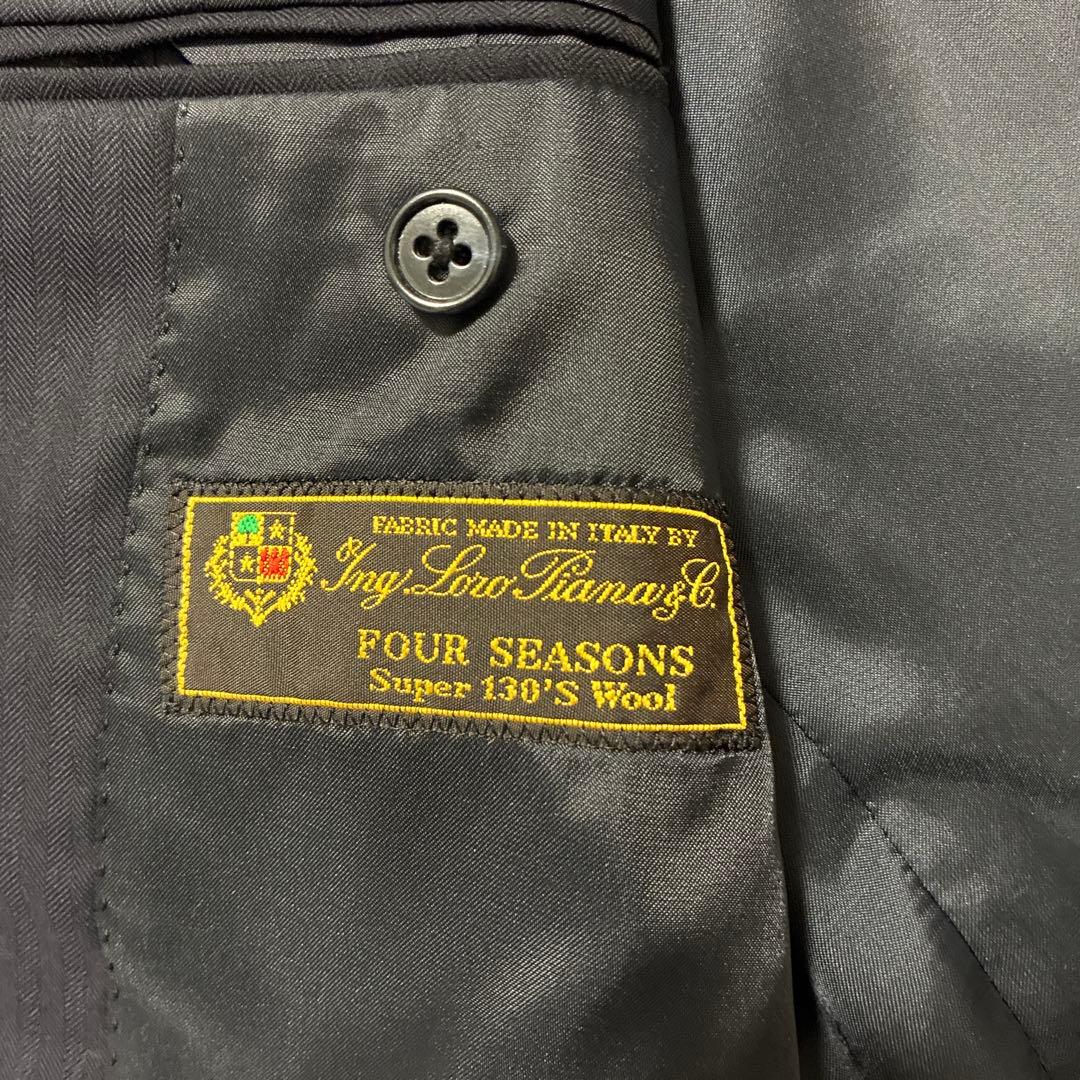 FABRIC MADE IN ITALY BY
Ing. Loro Piana & C.
FOUR SEASONS
Super 130'S Wool